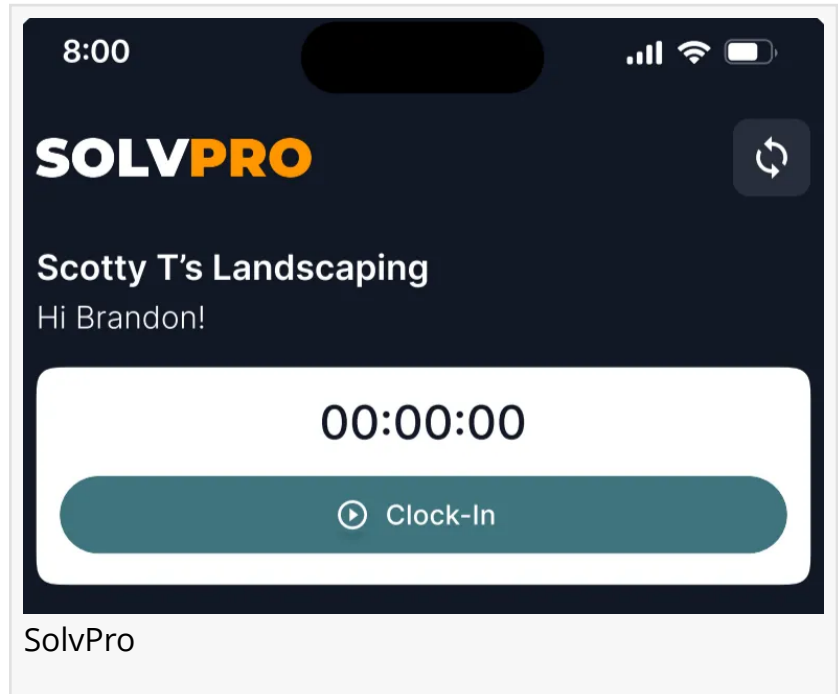 8:00
SOLVPRO
Scotty T’s Landscaping
Hi Brandon!
00:00:00
Clock-In
SolvPro